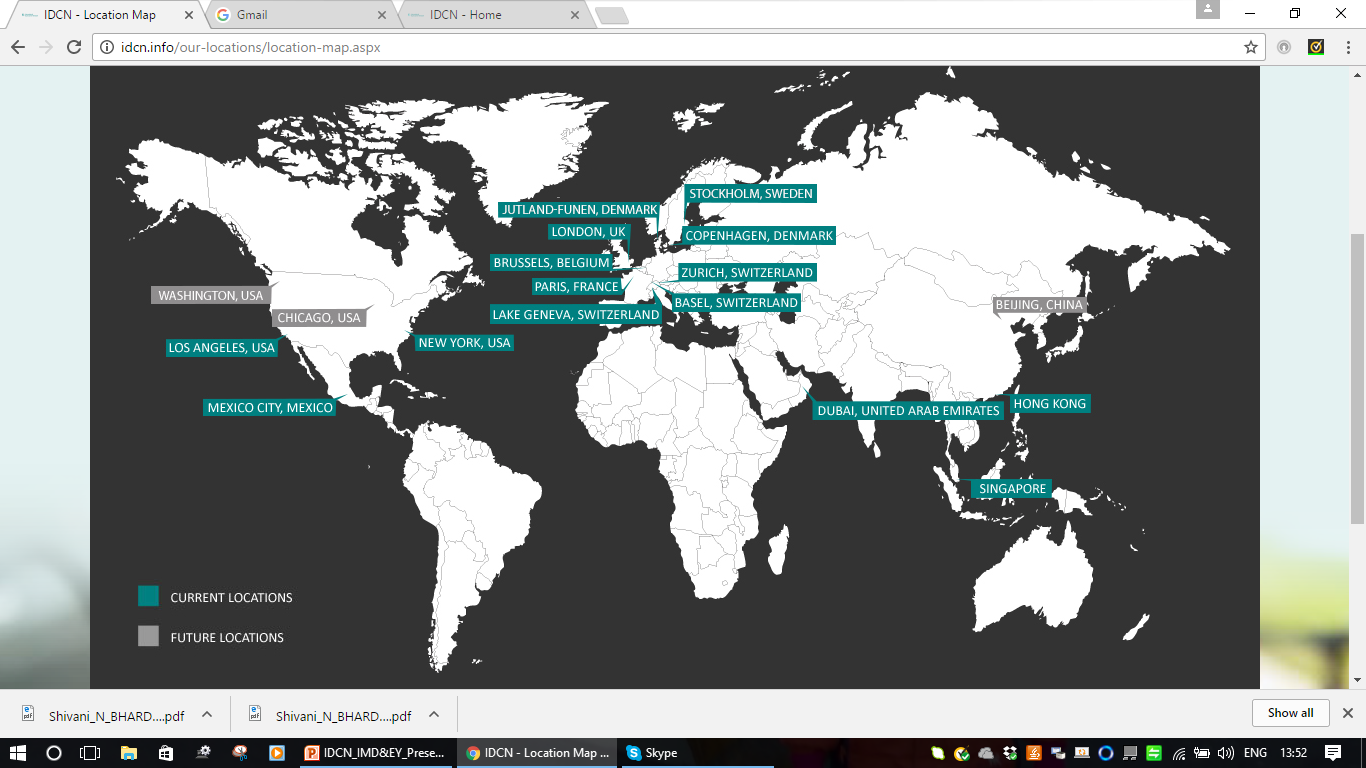 IDCN - Location Map
Gmail
IDCN - Home
idcn.info/our-locations/location-map.aspx
STOCKHOLM, SWEDEN
JUTLAND-FUNEN, DENMARK
LONDON, UK
COPENHAGEN, DENMARK
BRUSSELS, BELGIUM
ZURICH, SWITZERLAND
PARIS, FRANCE
BASEL, SWITZERLAND
LAKE GENEVA, SWITZERLAND
WASHINGTON, USA
CHICAGO, USA
BEIJING, CHINA
LOS ANGELES, USA
NEW YORK, USA
MEXICO CITY, MEXICO
DUBAI, UNITED ARAB EMIRATES
HONG KONG
SINGAPORE
CURRENT LOCATIONS
FUTURE LOCATIONS
Shivani_N_BHARD....pdf
Shivani_N_BHARD....pdf
Show all
IDCN_IMD&EY_Prese...
IDCN - Location Map ...
Skype
ENG
13:52